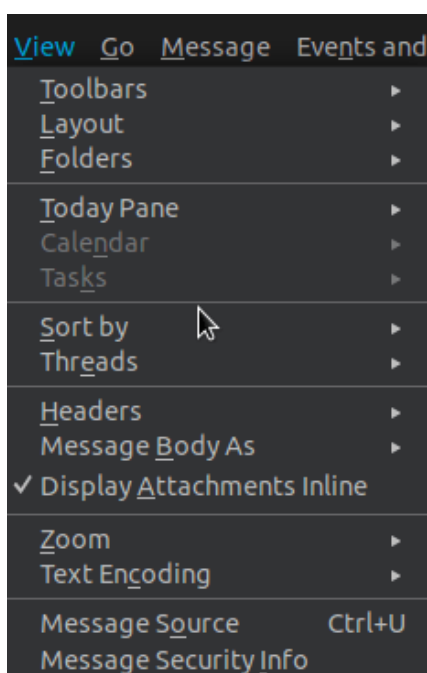 View Go Message Events and
Toolbars
Layout
Folders
Today Pane
Calendar
Tasks
Sort by
Threads
Headers
Message Body As
✓ Display Attachments Inline
Zoom
Text Encoding
Message Source Ctrl+U
Message Security Info